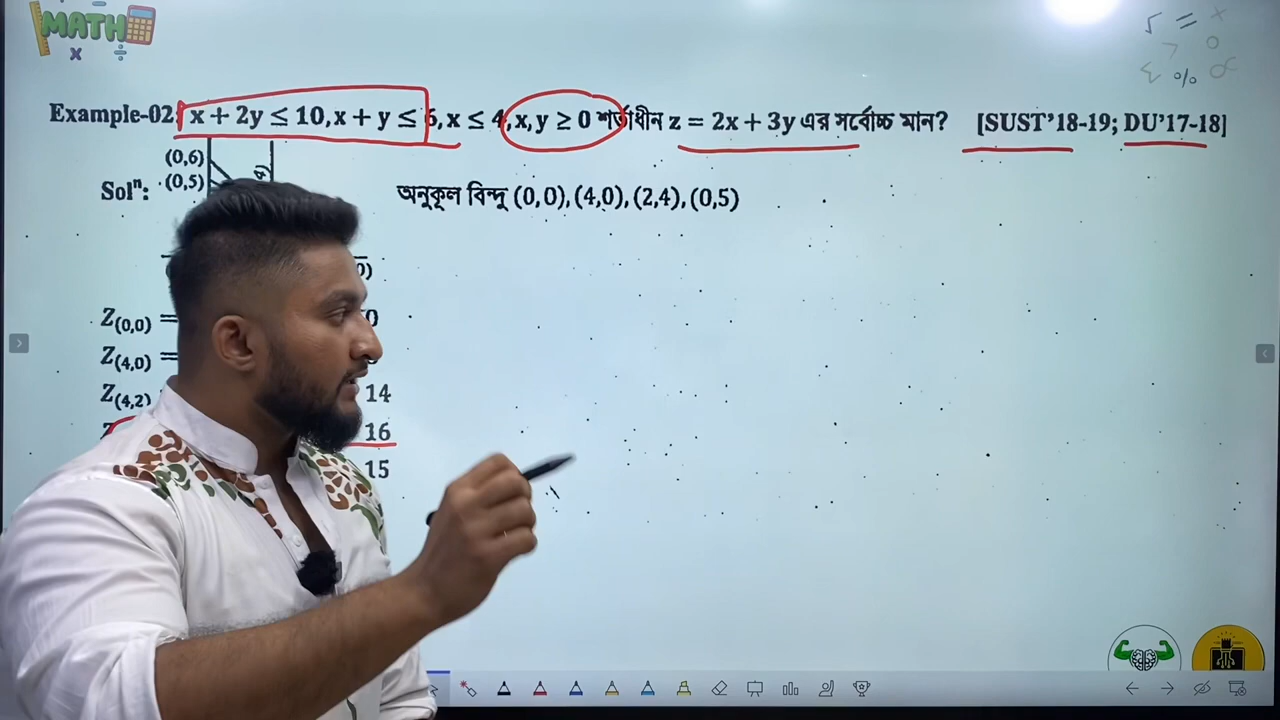 MATH
Example-02: x + 2y ≤ 10, x + y ≤ 6, x ≤ 4, x, y ≥ 0 শর্তাধীন z = 2x + 3y এর সর্বোচ্চ মান? [SUST'18-19; DU'17-18]
(0,6)
(0,5)
Solⁿ:
অনুকূল বিন্দু (0,0), (4,0), (2,4), (0,5)
Z(0,0) =
Z(4,0) =
Z(4,2) 14
16
15